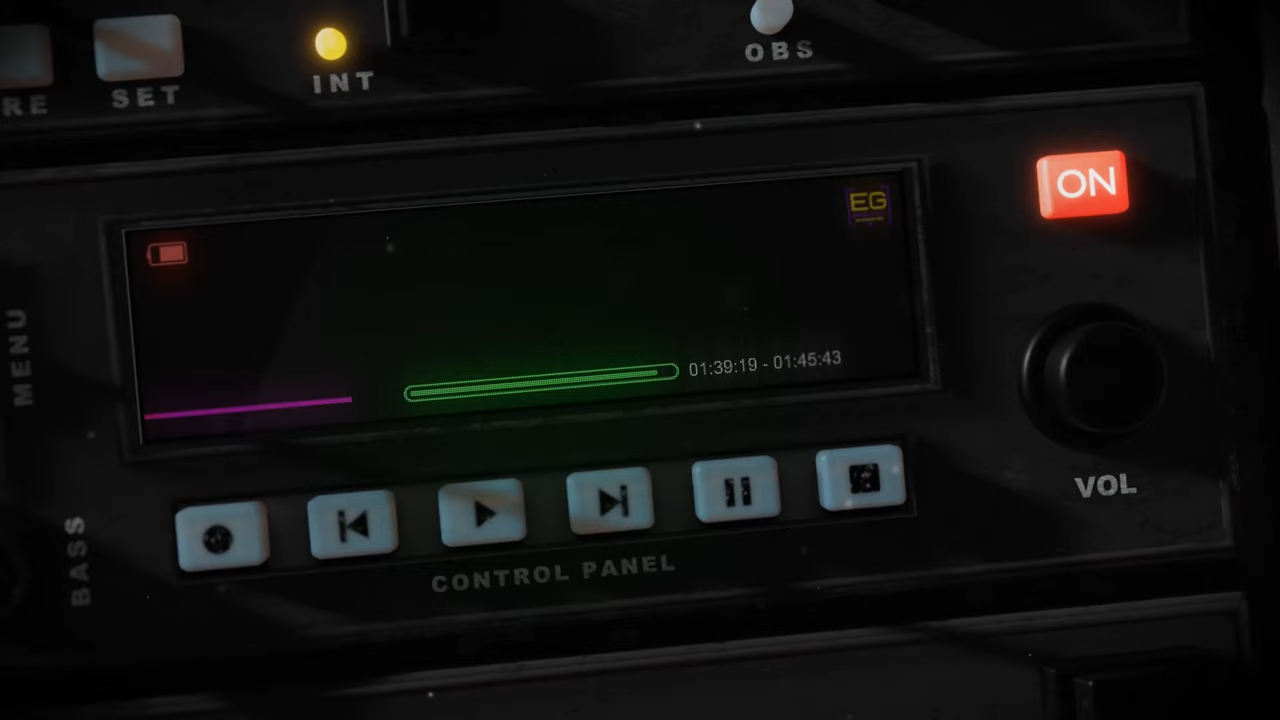 RE
SET
INT
OBS
ON
EG
MENU
01:39:19 - 01:45:43
VOL
BASS
CONTROL PANEL